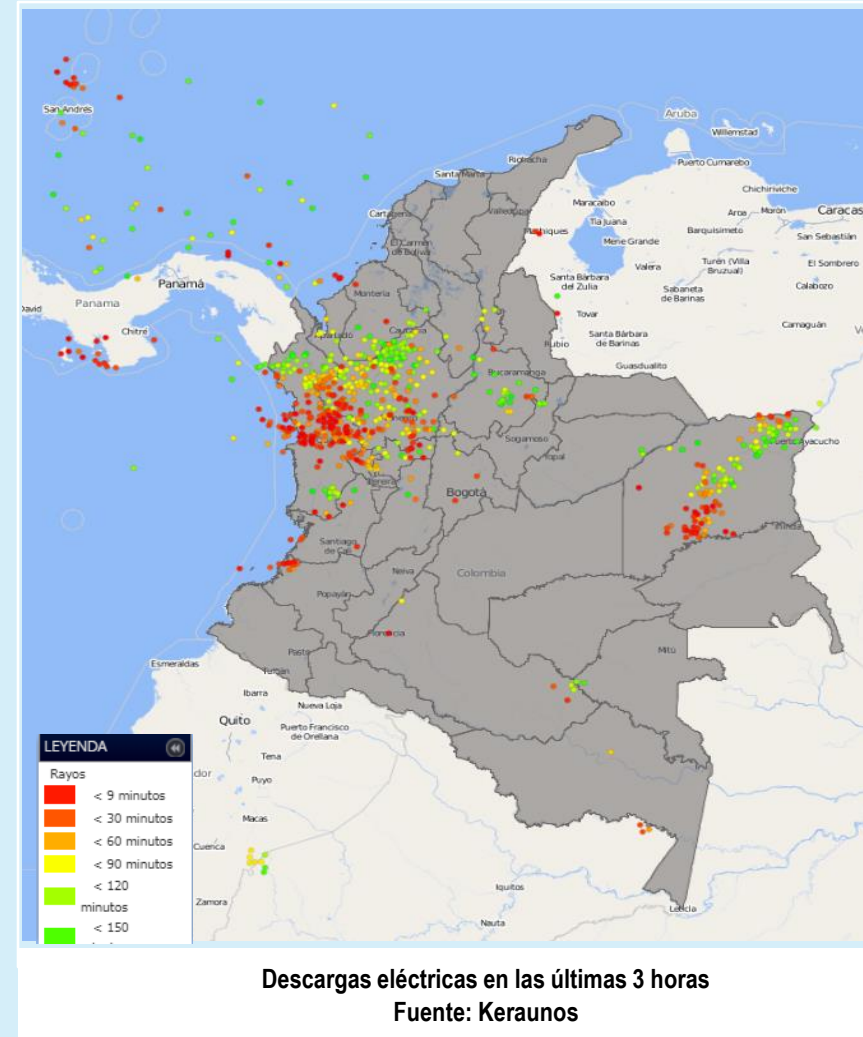 San Andrés
Aruba
Willemstad
Riohacha
Puerto Cumarebo
Santa Marta
Chichiriviche
Maracaibo
Valledupar
Cartagena
Aroa
Moron
Caracas
Tia Juana
Machiques
Barquisimeto
San Sebastián
Mene Grande
El Carmen
de Bolívar
Turén (Villa
Bruzual)
El Sombrero
Valera
Panamá
Santa Bárbara
del Zulia
Sabaneta
de Barinas
Calabozo
Montería
David
Panama
Tovar
Camaguán
Chitré
Caucasia
Apartadó
Santa Bárbara
de Barinas
Rubio
Guasdualito
Bucaramanga
Sogamoso
Puerto Ayacucho
Yopal
Pereira
Bogotá
Inírida
Santiago
de Cali
Neiva
Colombia
Popayán
Florencia
Mitú
Pasto
Esmeraldas
Tumán
Ibarra
Nueva Loja
Quito
Puerto Francisco
de Orellana
LEYENDA
Tena
dor
Rayos
Puyo
< 9 minutos
< 30 minutos
Macas
< 60 minutos
Cuenca
< 90 minutos
< 120
minutos
Iquitos
Zamora
Leticia
< 150
Nauta
Descargas eléctricas en las últimas 3 horas
Fuente: Keraunos